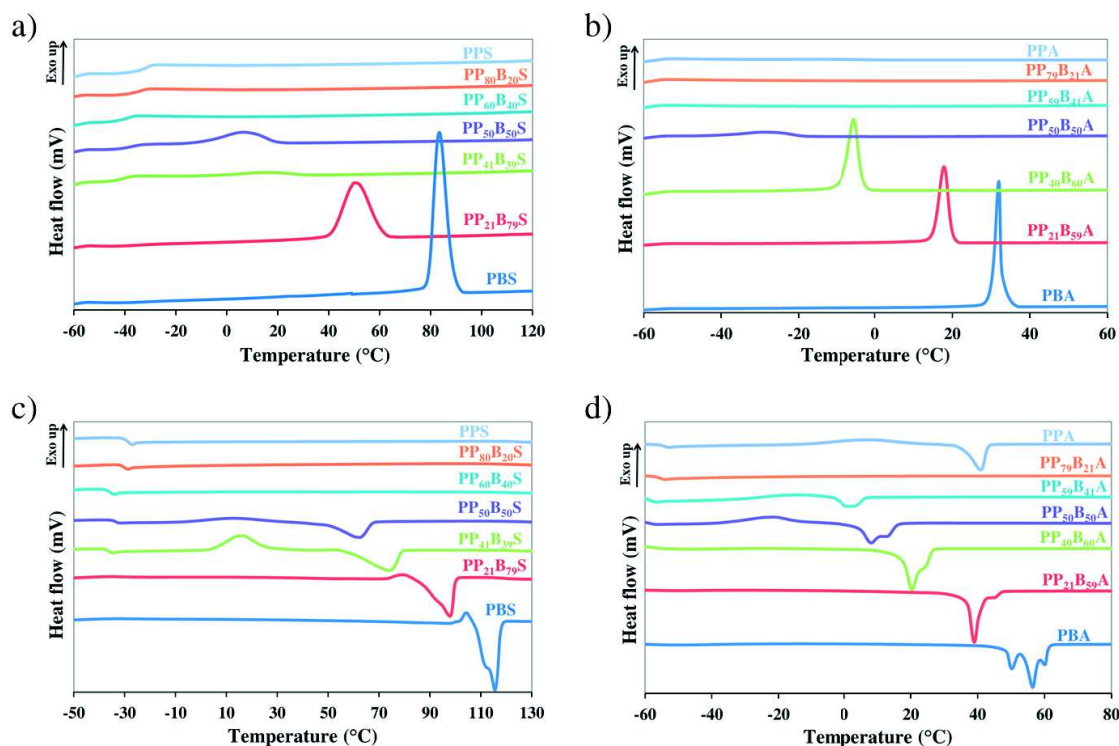 a)
Exo up
Heat flow (mV)
PPS
PP₈₀B₂₀S
PP₆₀B₄₀S
PP₅₀B₅₀S
PP₄₁B₃₉S
PP₂₁B₇₉S
PBS
-60 -40 -20 0 20 40 60 80 100 120
Temperature (°C)
b)
Exo up
Heat flow (mV)
PPA
PP₇₉B₂₁A
PP₅₉B₄₁A
PP₅₀B₅₀A
PP₄₀B₆₀A
PP₂₁B₅₉A
PBA
-60 -40 -20 0 20 40 60
Temperature (°C)
c)
Exo up
Heat flow (mV)
PPS
PP₈₀B₂₀S
PP₆₀B₄₀S
PP₅₀B₅₀S
PP₄₁B₃₉S
PP₂₁B₇₉S
PBS
-50 -30 -10 10 30 50 70 90 110 130
Temperature (°C)
d)
Exo up
Heat flow (mV)
PPA
PP₇₉B₂₁A
PP₅₉B₄₁A
PP₅₀B₅₀A
PP₄₀B₆₀A
PP₂₁B₅₉A
PBA
-60 -40 -20 0 20 40 60 80
Temperature (°C)